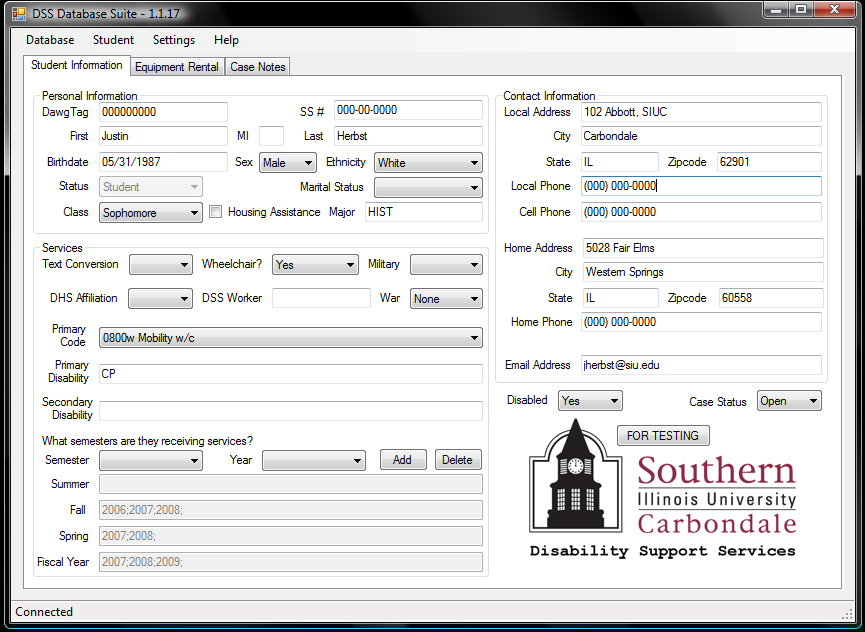 DSS Database Suite - 1.1.17
Database Student Settings Help
Student Information Equipment Rental Case Notes
Personal Information
DawgTag 000000000 SS # 000-00-0000
First Justin MI Last Herbst
Birthdate 05/31/1987 Sex Male Ethnicity White
Status Student Marital Status
Class Sophomore Housing Assistance Major HIST
Services
Text Conversion Wheelchair? Yes Military
DHS Affiliation DSS Worker War None
Primary
Code 0800w Mobility w/c
Primary
Disability CP
Secondary
Disability
What semesters are they receiving services?
Semester Year Add Delete
Summer
Fall 2006;2007;2008;
Spring 2007;2008;
Fiscal Year 2007;2008;2009;
Contact Information
Local Address 102 Abbott, SIUC
City Carbondale
State IL Zipcode 62901
Local Phone (000) 000-0000
Cell Phone (000) 000-0000
Home Address 5028 Fair Elms
City Western Springs
State IL Zipcode 60558
Home Phone (000) 000-0000
Email Address jherbst@siu.edu
Disabled Yes Case Status Open
FOR TESTING
Southern
Illinois University
Carbondale
Disability Support Services
Connected